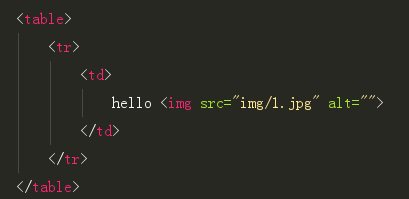 <table>
<tr>
<td>
hello <img src="img/1.jpg" alt="">
</td>
</tr>
</table>